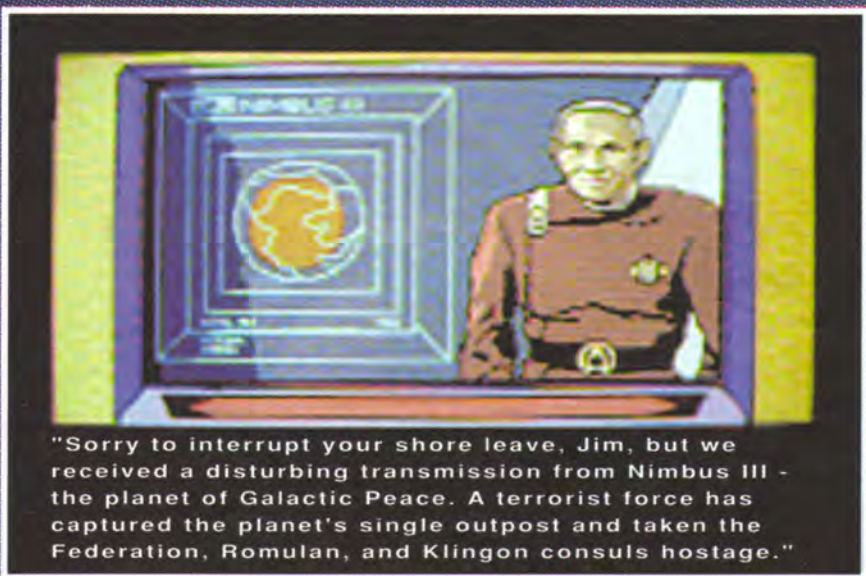 NIMBUS III
"Sorry to interrupt your shore leave, Jim, but we
received a disturbing transmission from Nimbus III -
the planet of Galactic Peace. A terrorist force has
captured the planet's single outpost and taken the
Federation, Romulan, and Klingon consuls hostage."